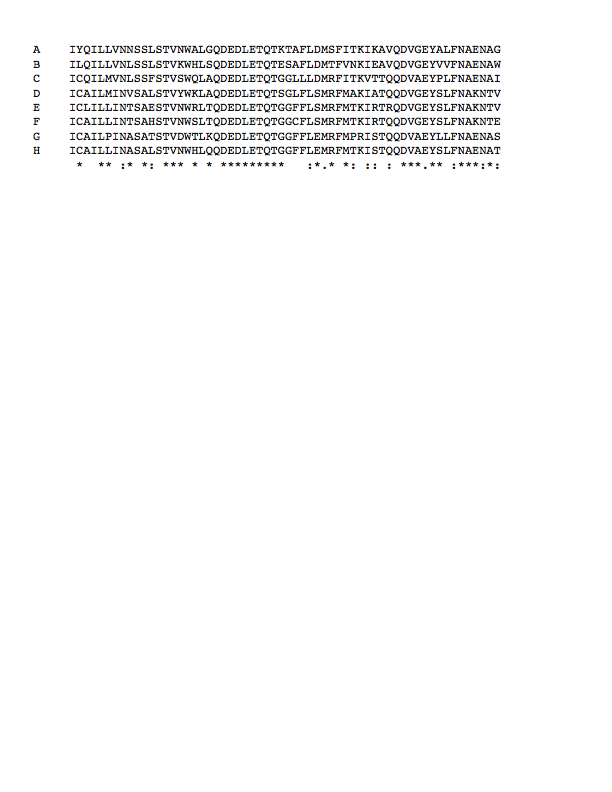 A    IYQILLVNNSSLSTVNWALGQDEDLETQTKTAFLDMSFITKIKAVQDVGEYALFNAENAG
B    ILQILLVNLSSLSTVKWHLSQDEDLETQTESAFLDMTFVNKIEAVQDVGEYVVFNAENAW
C    ICQILMVNLSSFSTVSWQLAQDEDLETQTGGLLLDMRFITKVTTQQDVAEYPLFNAENAI
D    ICAILMINVSALSTVYWKLAQDEDLETQTSGLFLSMRFMAKIATQQDVGEYSLFNAKNTV
E    ICLILLINTSAESTVNWRLTQDEDLETQTGGFFLSMRFMTKIRTRQDVGEYSLFNAKNTV
F    ICAILLINTSAHSTVNWSLTQDEDLETQTGGCFLSMRFMTKIRTQQDVGEYSLFNAKNTE
G    ICAILPINASATSTVDWTLKQDEDLETQTGGFFLEMRFMPRISTQQDVAEYLLFNAENAS
H    ICAILLINASALSTVNWHLQQDEDLETQTGGFFLEMRFMTKISTQQDVAEYSLFNAENAT
      *  ** :* *: *** * * *********   :*.* *: :: : ***.** :***:*: